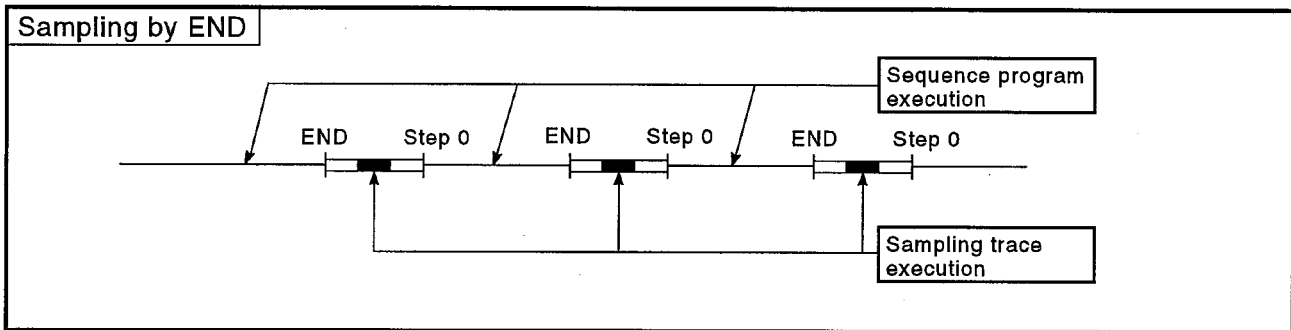 Sampling by END
Sequence program
execution
END Step 0 END Step 0 END Step 0
Sampling trace
execution